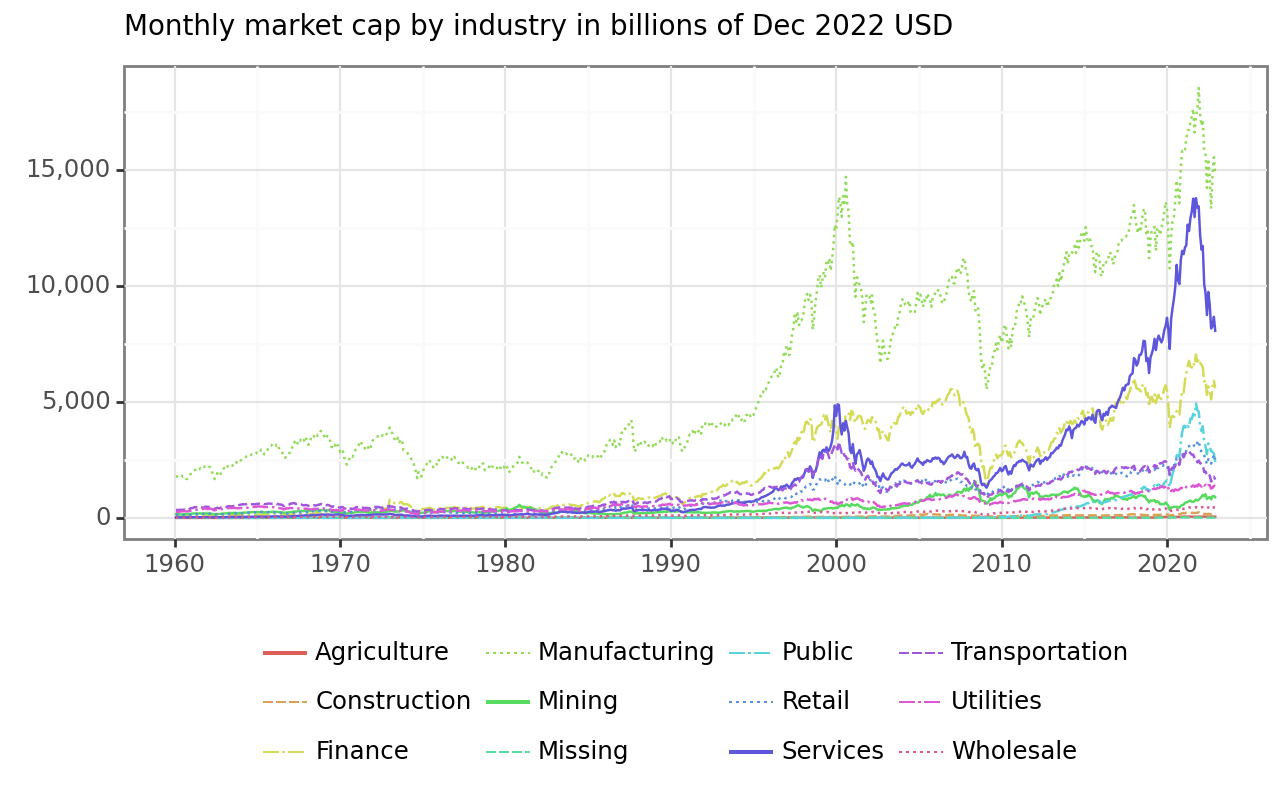 Monthly market cap by industry in billions of Dec 2022 USD
15,000
10,000
5,000
0
1960 1970 1980 1990 2000 2010 2020
Agriculture Manufacturing Public Transportation
Construction Mining Retail Utilities
Finance Missing Services Wholesale